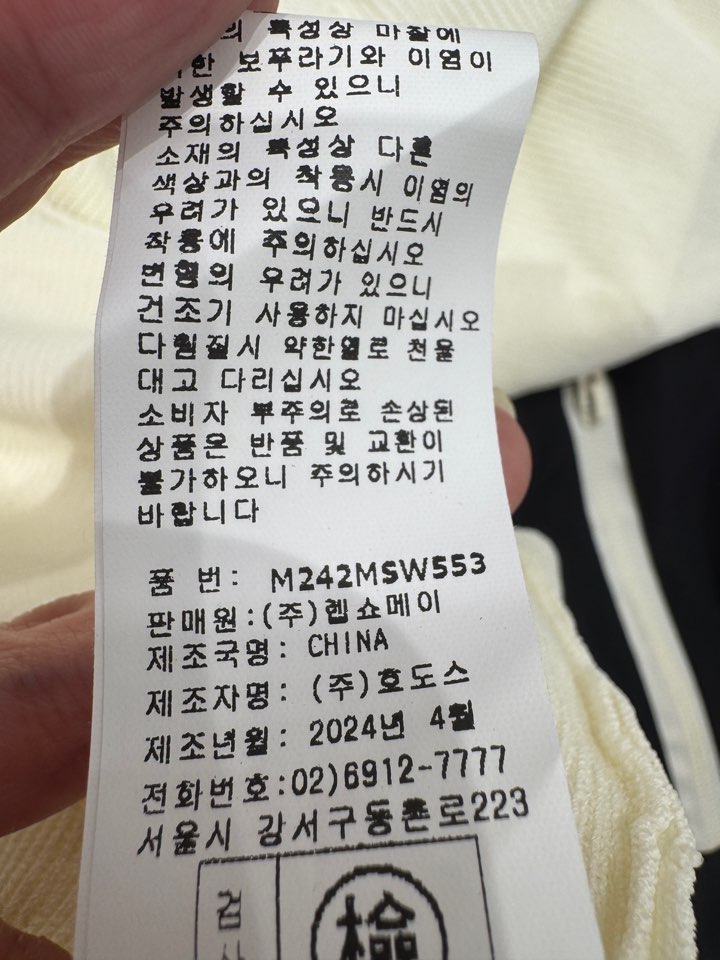 의 특성상 마찰에
한 보푸라기와 이염이
발생할 수 있으니
주의하십시오
소재의 특성상 다른
색상과의 착용시 이염의
우려가 있으니 반드시
착용에 주의하십시오
변형의 우려가 있으니
건조기 사용하지 마십시오
다림질시 약한열로 천을
대고 다리십시오
소비자 부주의로 손상된
상품은 반품 및 교환이
불가하오니 주의하시기
바랍니다
품 번: M242MSW553
판매원:(주)렙쇼메이
제조국명: CHINA
제조자명: (주)호도스
제조년월: 2024년 4월
전화번호:02)6912-7777
서울시 강서구동촌로223
검 檢